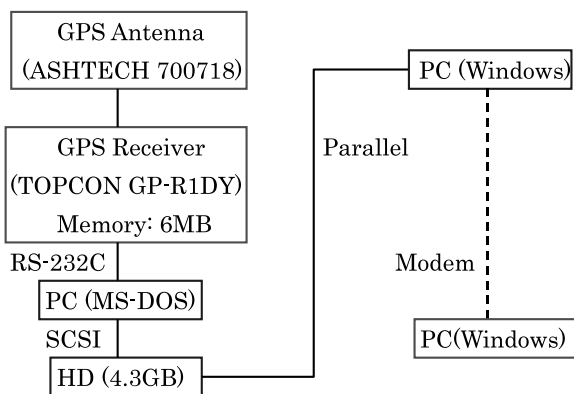 GPS Antenna
(ASHTECH 700718)
GPS Receiver
(TOPCON GP-R1DY)
Memory: 6MB
RS-232C
PC (MS-DOS)
SCSI
HD (4.3GB)
Parallel
PC (Windows)
Modem
PC(Windows)